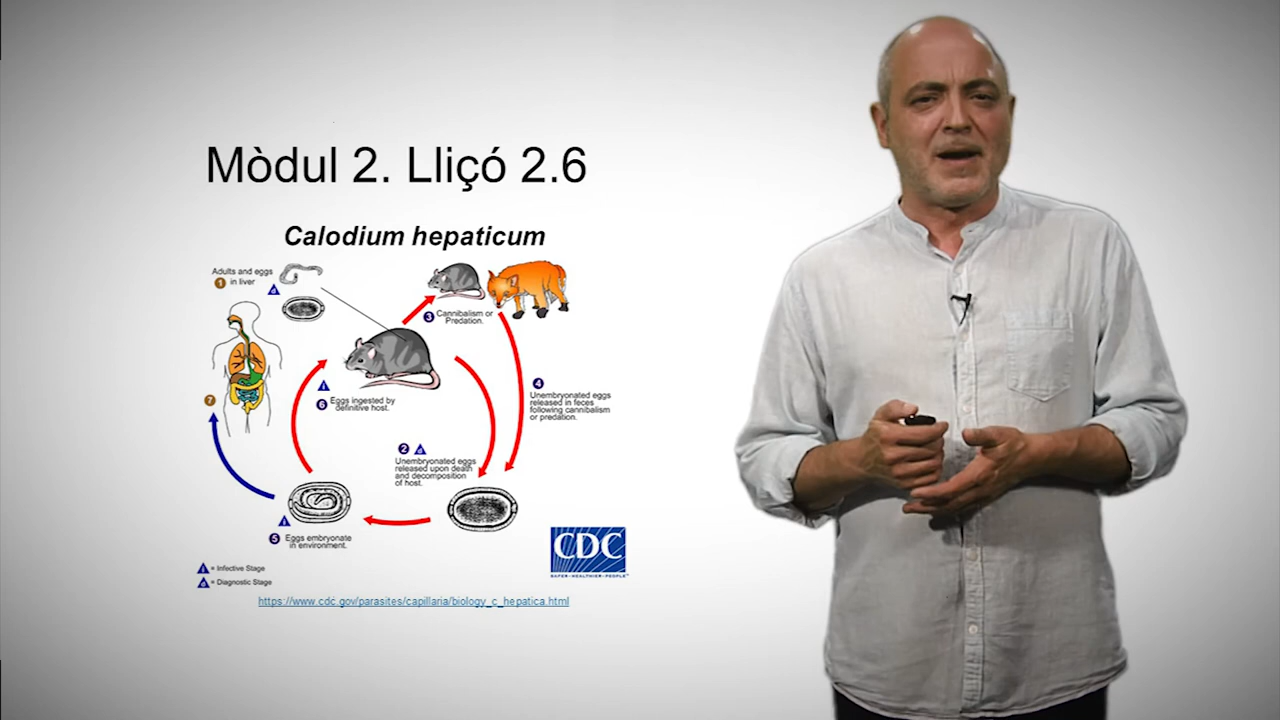 Mòdul 2. Lliçó 2.6
Calodium hepaticum
Adults and eggs
1 in liver
d
3 Cannibalism or
Predation.
i
6 Eggs ingested by
definitive host.
4
Unembryonated eggs
released in feces
following cannibalism
or predation.
7
2 d
Unembryonated eggs
released upon death
and decomposition
of host.
i
5 Eggs embryonate
in environment.
CDC
SAFER·HEALTHIER·PEOPLE™
i = Infective Stage
d = Diagnostic Stage
https://www.cdc.gov/parasites/capillaria/biology_c_hepatica.html